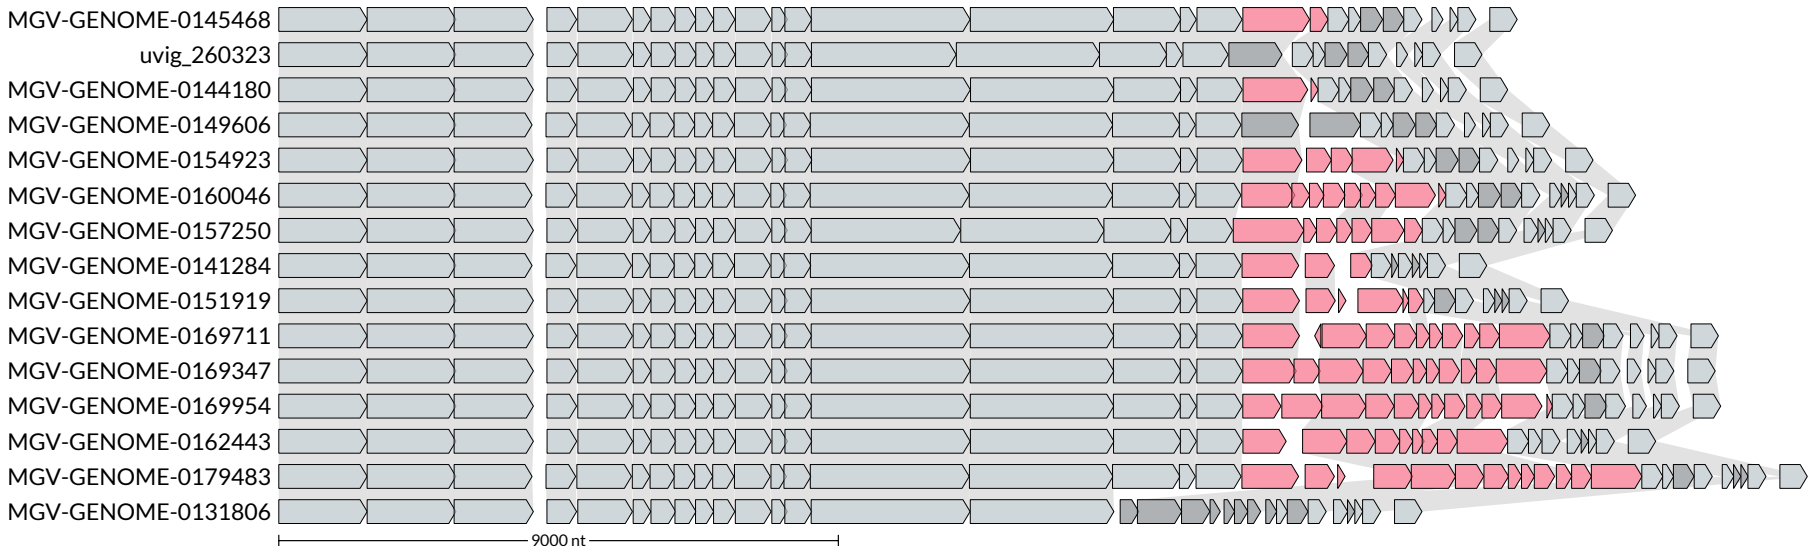 MGV-GENOME-0145468
uvig_260323
MGV-GENOME-0144180
MGV-GENOME-0149606
MGV-GENOME-0154923
MGV-GENOME-0160046
MGV-GENOME-0157250
MGV-GENOME-0141284
MGV-GENOME-0151919
MGV-GENOME-0169711
MGV-GENOME-0169347
MGV-GENOME-0169954
MGV-GENOME-0162443
MGV-GENOME-0179483
MGV-GENOME-0131806
9000 nt